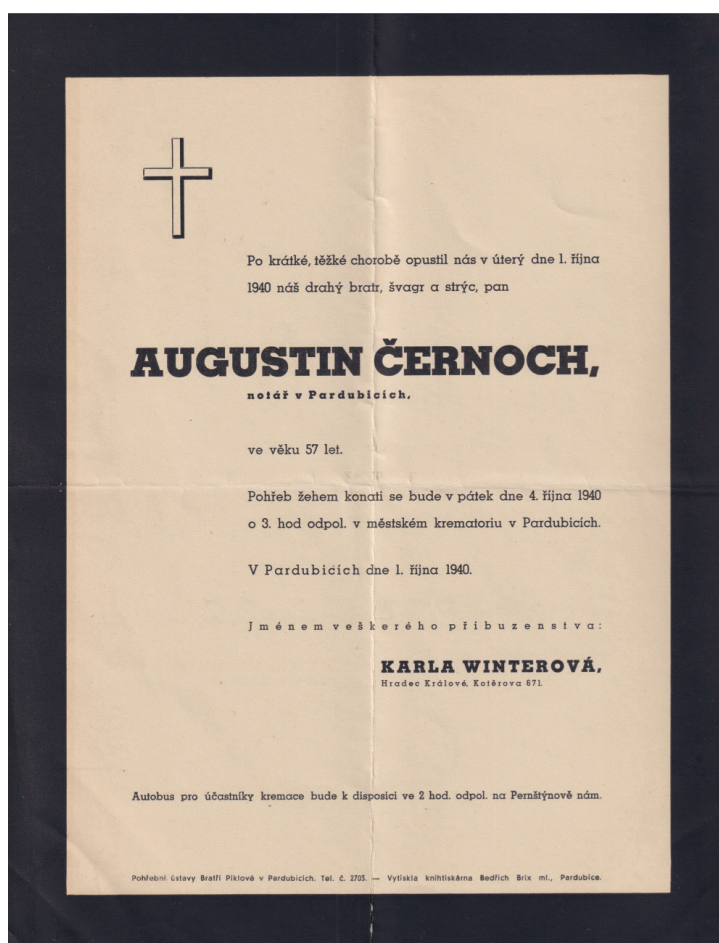 Po krátké, těžké chorobě opustil nás v úterý dne 1. října
1940 náš drahý bratr, švagr a strýc, pan
AUGUSTIN ČERNOCH,
notář v Pardubicích,
ve věku 57 let.
Pohřeb žehem konati se bude v pátek dne 4. října 1940
o 3. hod odpol. v městském krematoriu v Pardubicích.
V Pardubicích dne 1. října 1940.
Jménem veškerého příbuzenstva:
KARLA WINTEROVÁ,
Hradec Králové, Kotěrova 671.
Autobus pro účastníky kremace bude k disposici ve 2 hod. odpol. na Pernštýnově nám.
Pohřební ústavy Bratří Piklové v Pardubicích. Tel. č. 2703. — Vytiskla knihtiskárna Bedřich Brix ml., Pardubice.